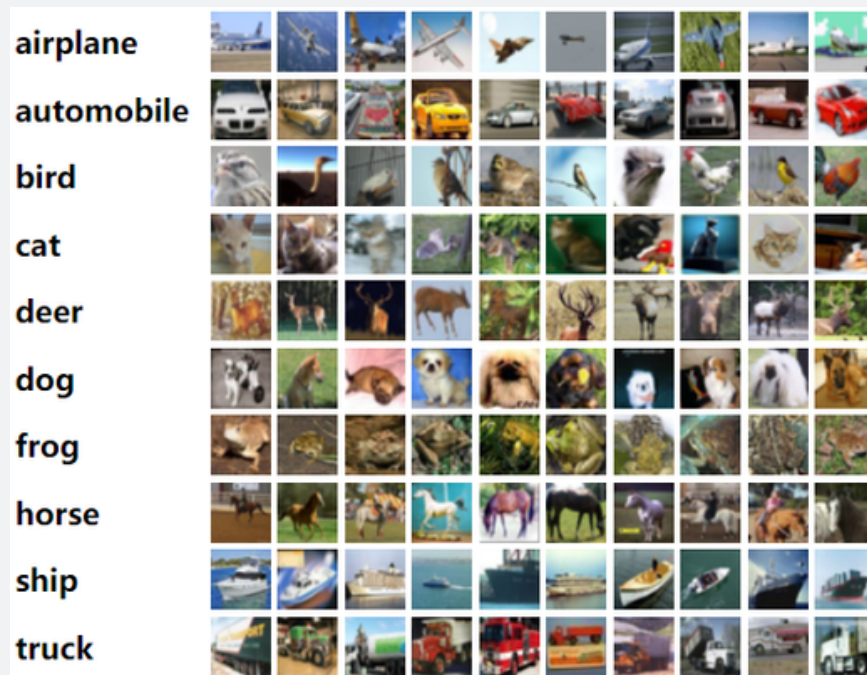 airplane
automobile
bird
cat
deer
dog
frog
horse
ship
truck